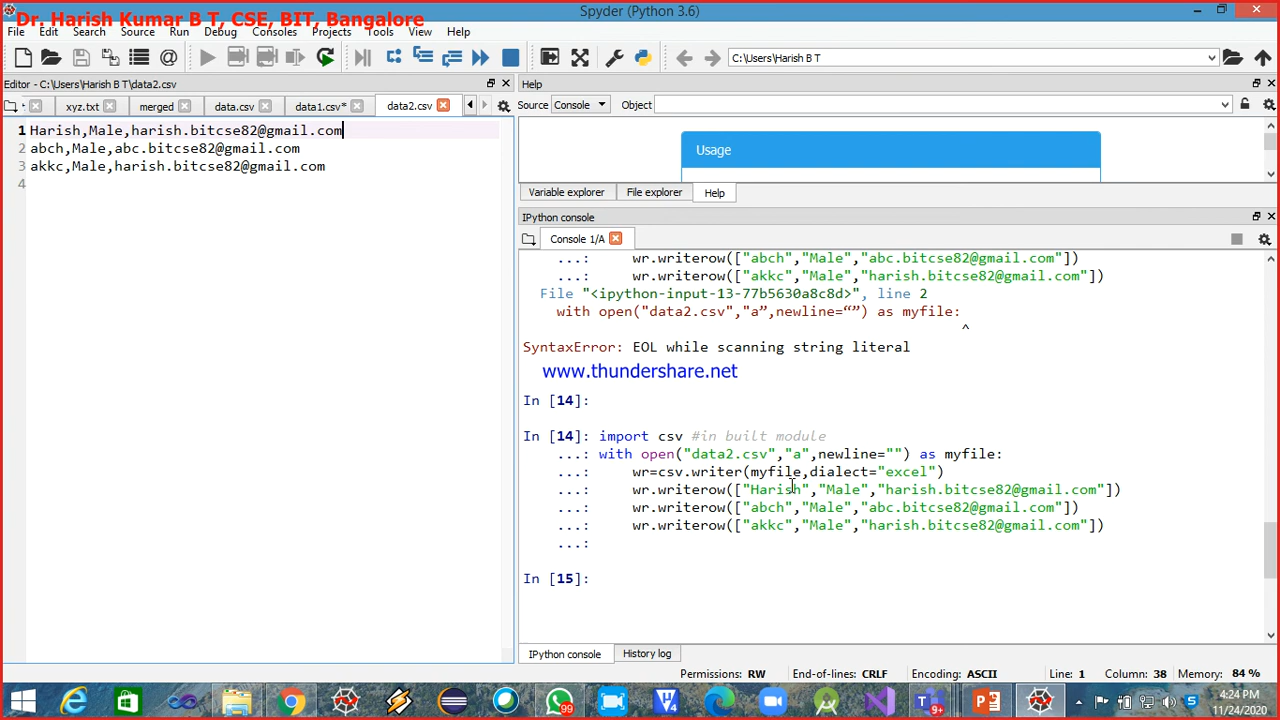 Dr. Harish Kumar B T, CSE, BIT, Bangalore
Spyder (Python 3.6)
File Edit Search Source Run Debug Consoles Projects Tools View Help
C:\Users\Harish B T
Editor - C:\Users\Harish B T\data2.csv
xyz.txt merged data.csv data1.csv* data2.csv
1 Harish,Male,harish.bitcse82@gmail.com
2 abch,Male,abc.bitcse82@gmail.com
3 akkc,Male,harish.bitcse82@gmail.com
4
Help
Source Console Object
Usage
Variable explorer File explorer Help
IPython console
Console 1/A
...: wr.writerow(["abch","Male","abc.bitcse82@gmail.com"])
...: wr.writerow(["akkc","Male","harish.bitcse82@gmail.com"])
File "<ipython-input-13-77b5630a8c8d>", line 2
with open("data2.csv","a”,newline=“”) as myfile:
^
SyntaxError: EOL while scanning string literal
www.thundershare.net
In [14]:
In [14]: import csv #in built module
...: with open("data2.csv","a",newline="") as myfile:
...: wr=csv.writer(myfile,dialect="excel")
...: wr.writerow(["Harish","Male","harish.bitcse82@gmail.com"])
...: wr.writerow(["abch","Male","abc.bitcse82@gmail.com"])
...: wr.writerow(["akkc","Male","harish.bitcse82@gmail.com"])
...:
In [15]:
IPython console History log
Permissions: RW End-of-lines: CRLF Encoding: ASCII Line: 1 Column: 38 Memory: 84 %
99
9+
4:24 PM
11/24/2020